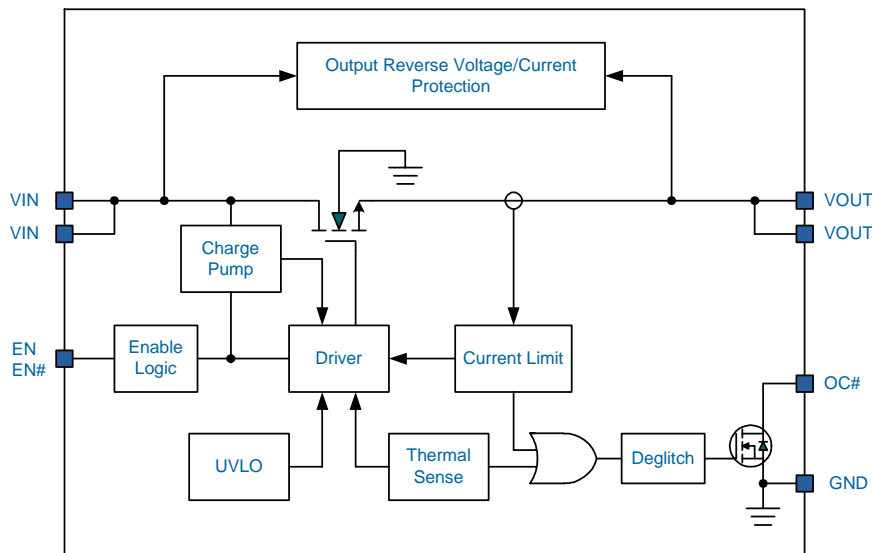 Output Reverse Voltage/Current
Protection
VIN
VOUT
VIN
VOUT
Charge
Pump
EN
EN#
Enable
Logic
Driver
Current Limit
OC#
UVLO
Thermal
Sense
Deglitch
GND